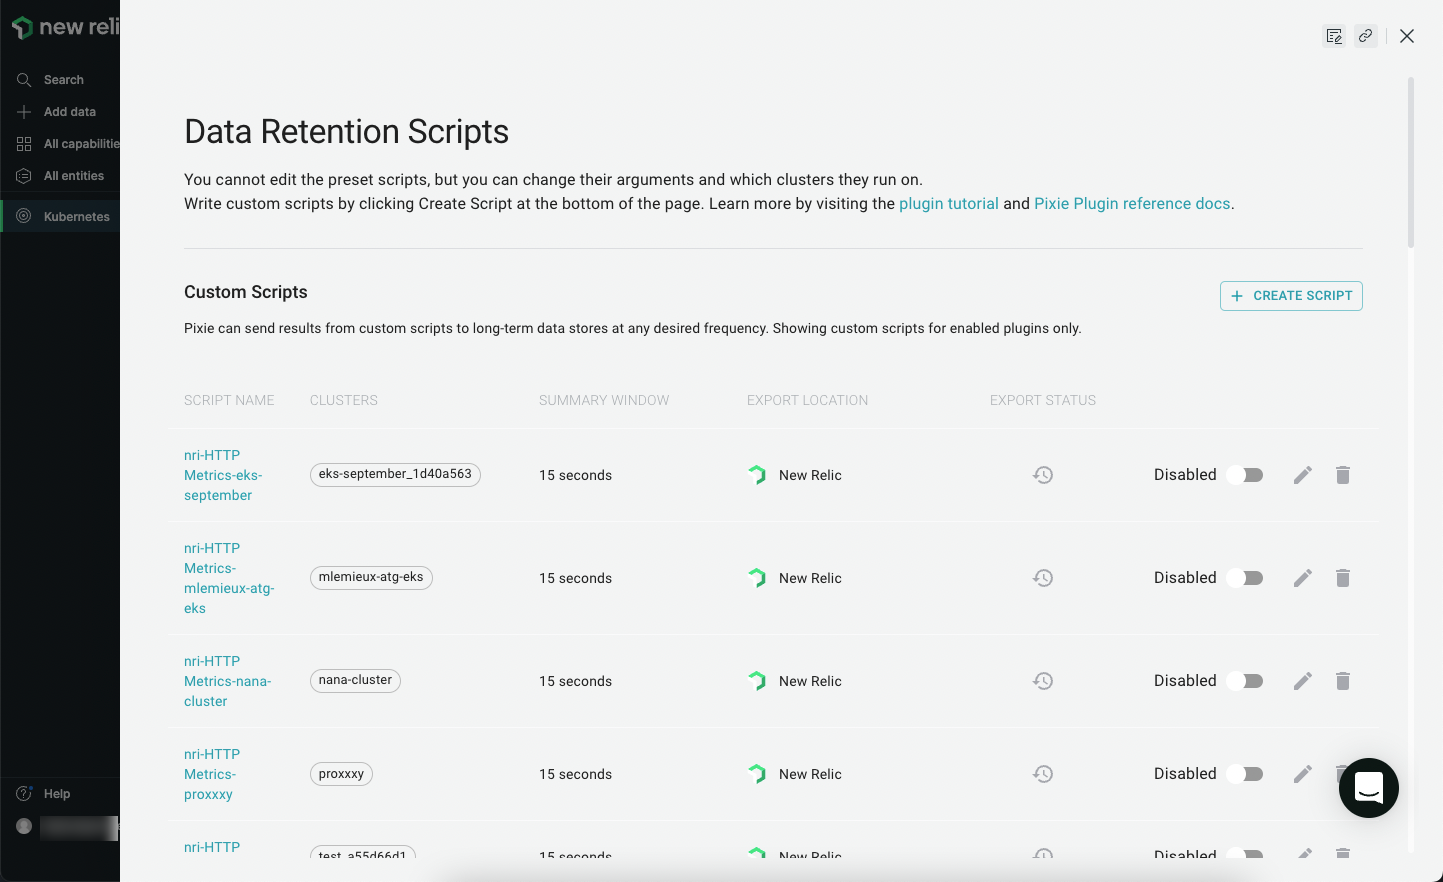 new reli
Search
Add data
All capabilitie
All entities
Kubernetes
Help
Data Retention Scripts
You cannot edit the preset scripts, but you can change their arguments and which clusters they run on.
Write custom scripts by clicking Create Script at the bottom of the page. Learn more by visiting the plugin tutorial and Pixie Plugin reference docs.
Custom Scripts
CREATE SCRIPT
Pixie can send results from custom scripts to long-term data stores at any desired frequency. Showing custom scripts for enabled plugins only.
SCRIPT NAME CLUSTERS SUMMARY WINDOW EXPORT LOCATION EXPORT STATUS
nri-HTTP
Metrics-eks-
september
eks-september_1d40a563 15 seconds New Relic Disabled
nri-HTTP
Metrics-
mlemieux-atg-
eks
mlemieux-atg-eks 15 seconds New Relic Disabled
nri-HTTP
Metrics-nana-
cluster
nana-cluster 15 seconds New Relic Disabled
nri-HTTP
Metrics-
proxxxy
proxxxy 15 seconds New Relic Disabled
nri-HTTP
test_a55d66d1 15 seconds New Relic Disabled